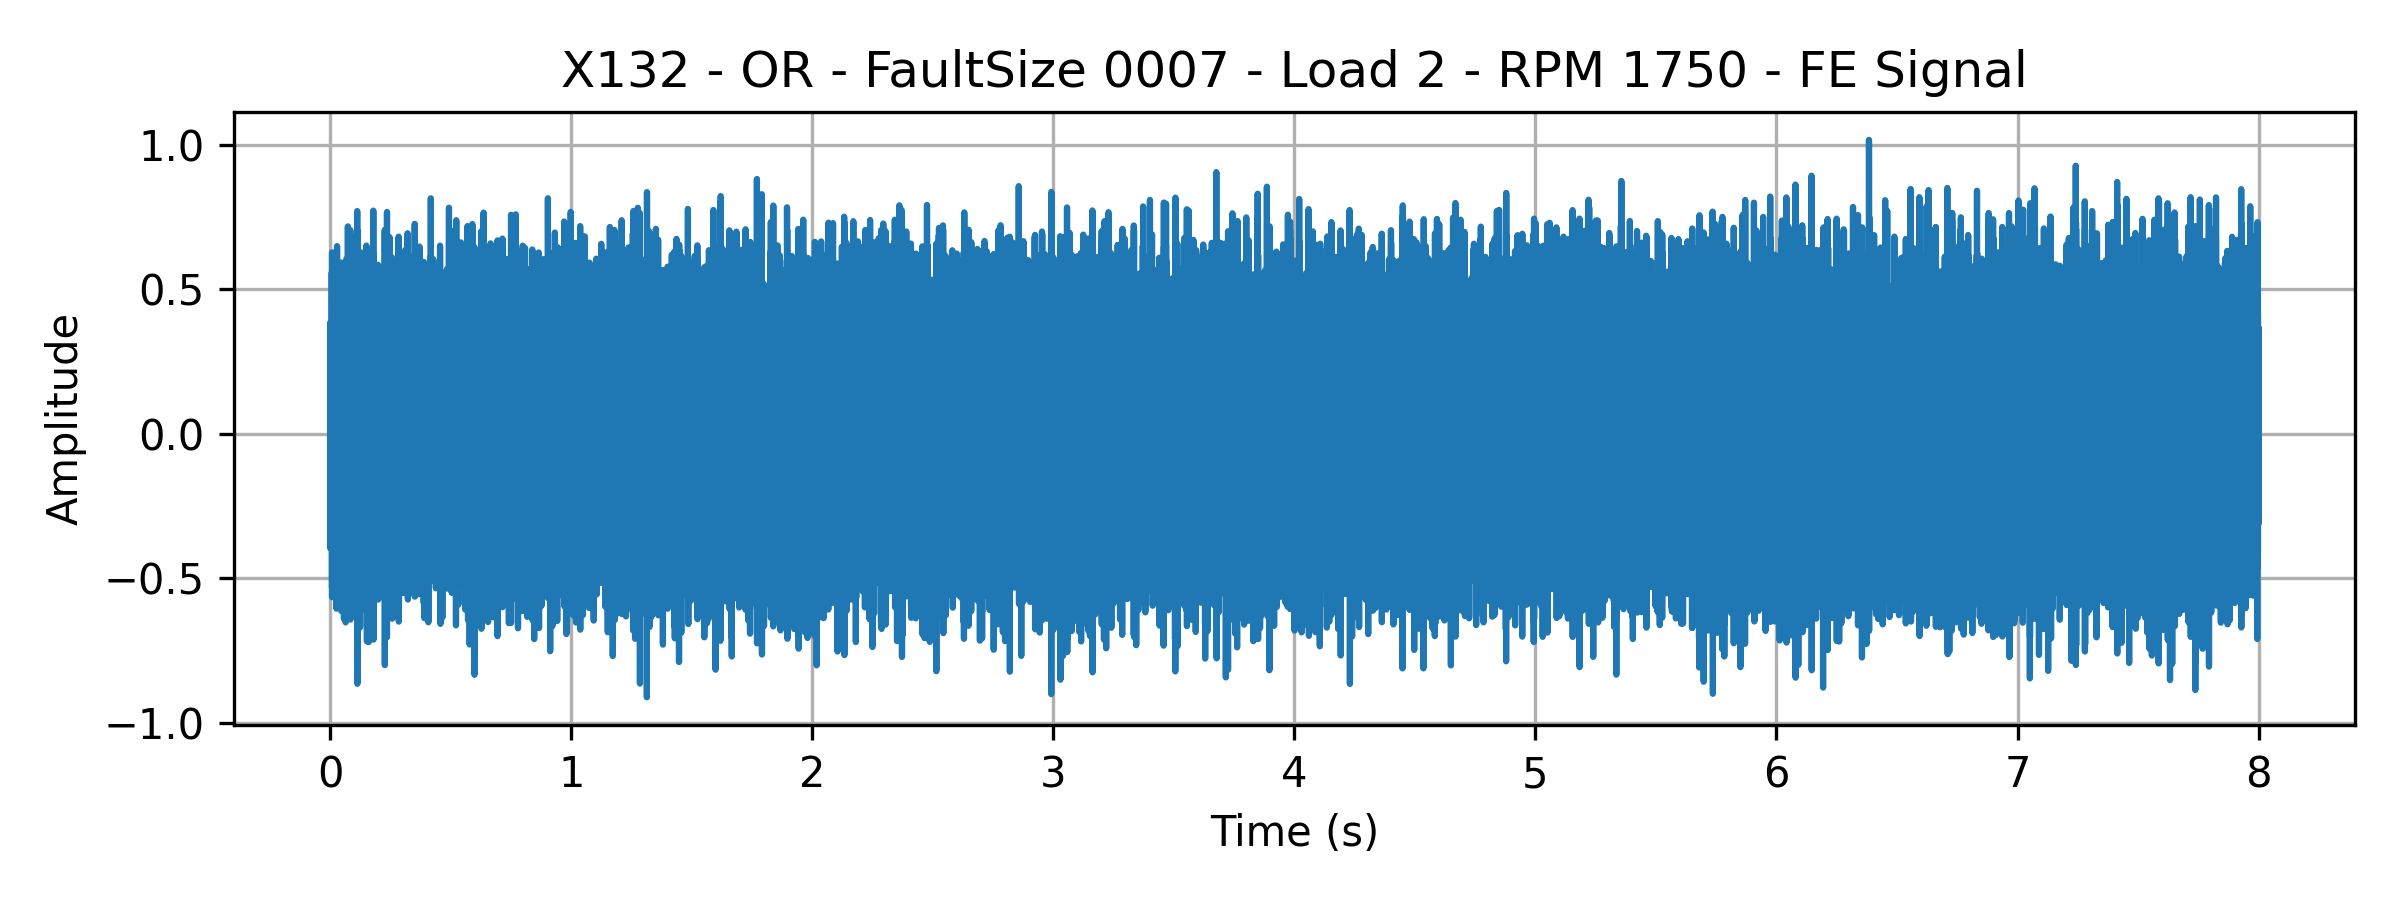 X132 - OR - FaultSize 0007 - Load 2 - RPM 1750 - FE Signal
1.0
0.5
0.0
−0.5
−1.0
Amplitude
0 1 2 3 4 5 6 7 8
Time (s)